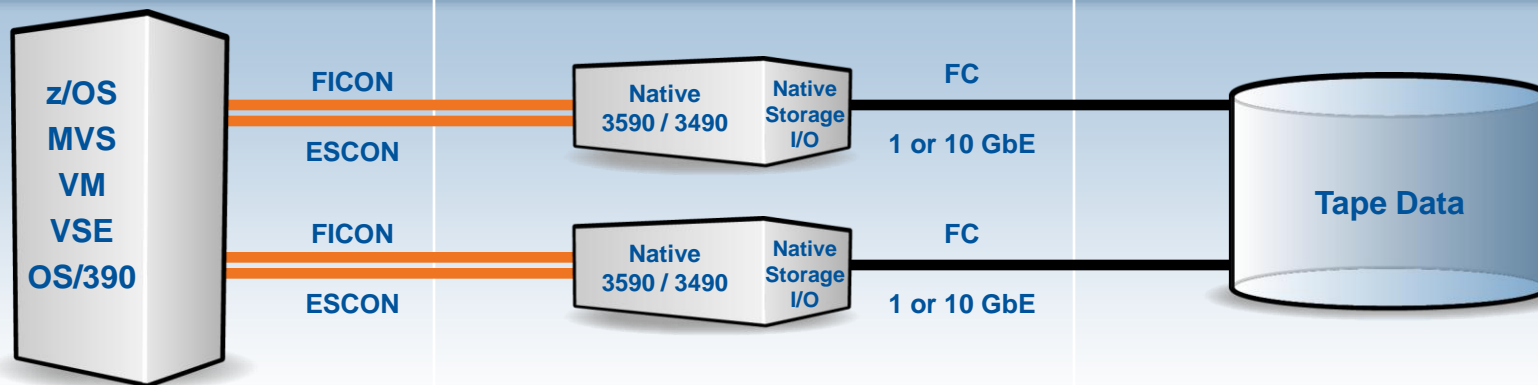 z/OS
MVS
VM
VSE
OS/390
FICON
ESCON
FICON
ESCON
Native
3590 / 3490
Native
Storage
I/O
FC
1 or 10 GbE
Native
3590 / 3490
Native
Storage
I/O
FC
1 or 10 GbE
Tape Data